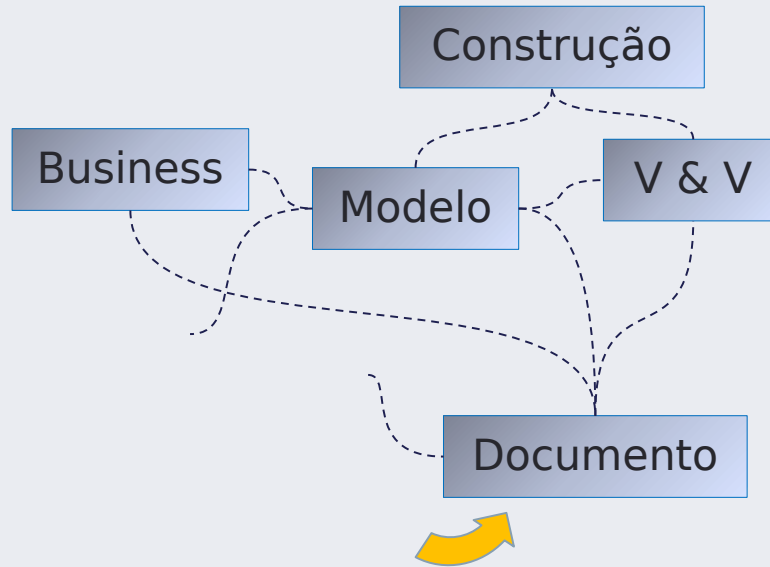 Construção
Business
Modelo
V & V
Documento